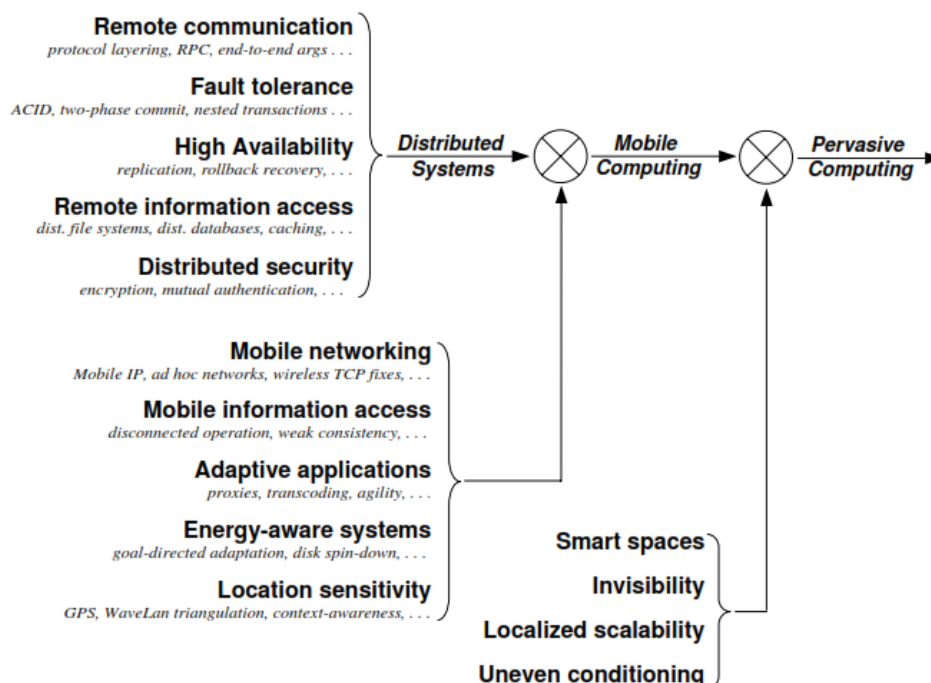 Remote communication
protocol layering, RPC, end-to-end args . . .
Fault tolerance
ACID, two-phase commit, nested transactions . . .
High Availability
replication, rollback recovery, . . .
Remote information access
dist. file systems, dist. databases, caching, . . .
Distributed security
encryption, mutual authentication, . . .
Distributed
Systems
Mobile
Computing
Pervasive
Computing
Mobile networking
Mobile IP, ad hoc networks, wireless TCP fixes, . . .
Mobile information access
disconnected operation, weak consistency, . . .
Adaptive applications
proxies, transcoding, agility, . . .
Energy-aware systems
goal-directed adaptation, disk spin-down, . . .
Location sensitivity
GPS, WaveLan triangulation, context-awareness, . . .
Smart spaces
Invisibility
Localized scalability
Uneven conditioning